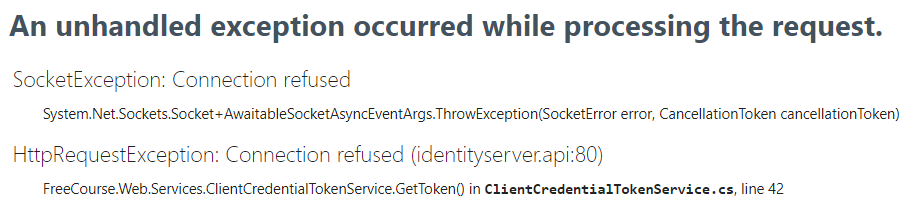 An unhandled exception occurred while processing the request.
SocketException: Connection refused
System.Net.Sockets.Socket+AwaitableSocketAsyncEventArgs.ThrowException(SocketError error, CancellationToken cancellationToken)
HttpRequestException: Connection refused (identityserver.api:80)
FreeCourse.Web.Services.ClientCredentialTokenService.GetToken() in ClientCredentialTokenService.cs, line 42